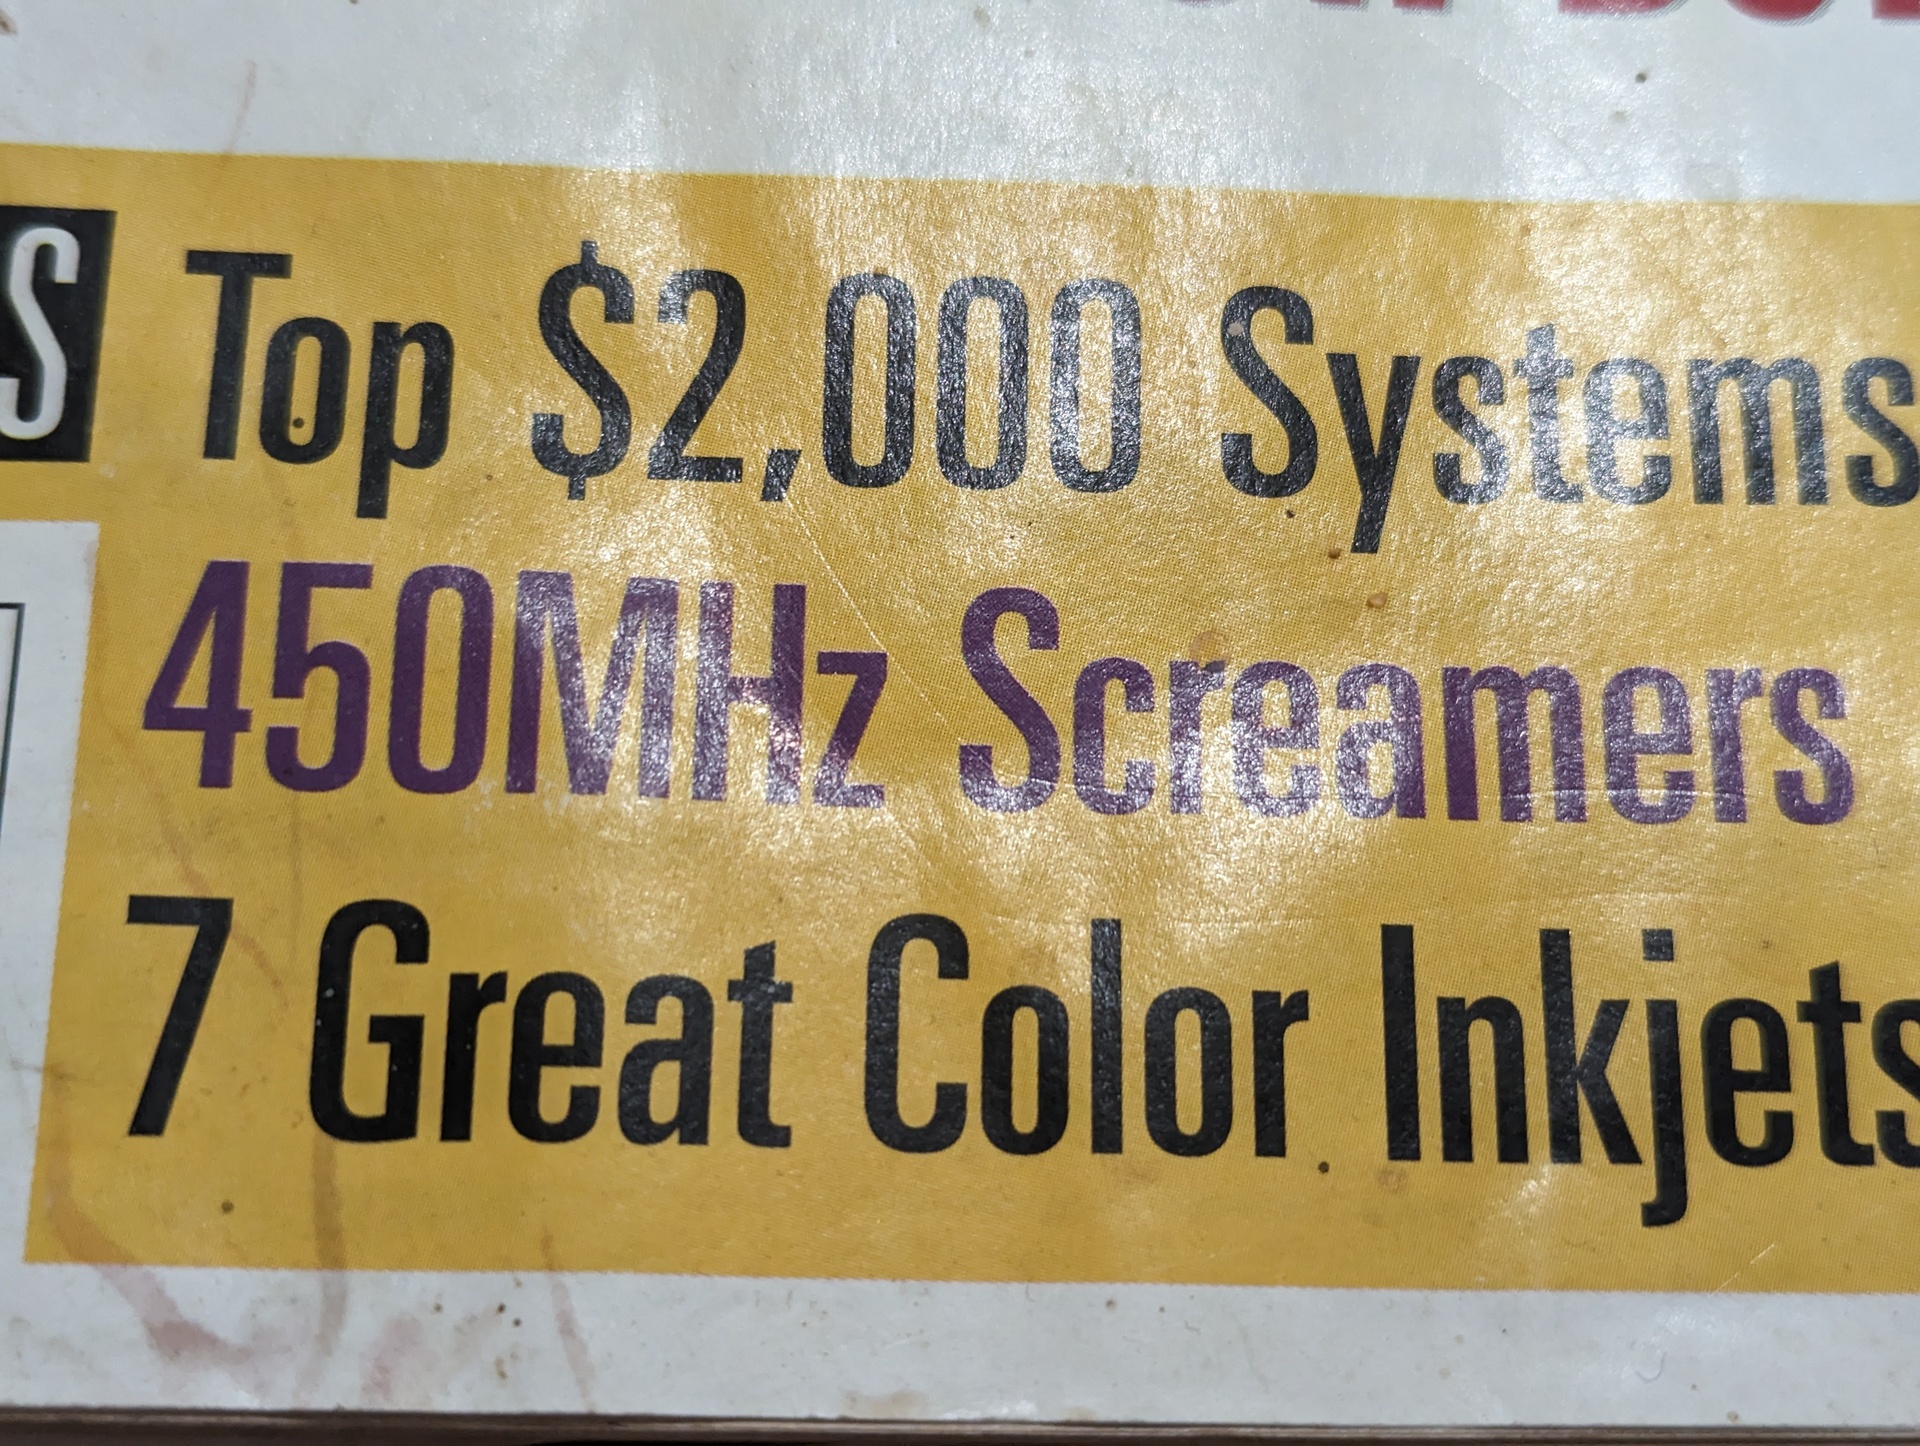 S
Top $2,000 Systems
450MHz Screamers
7 Great Color Inkjets